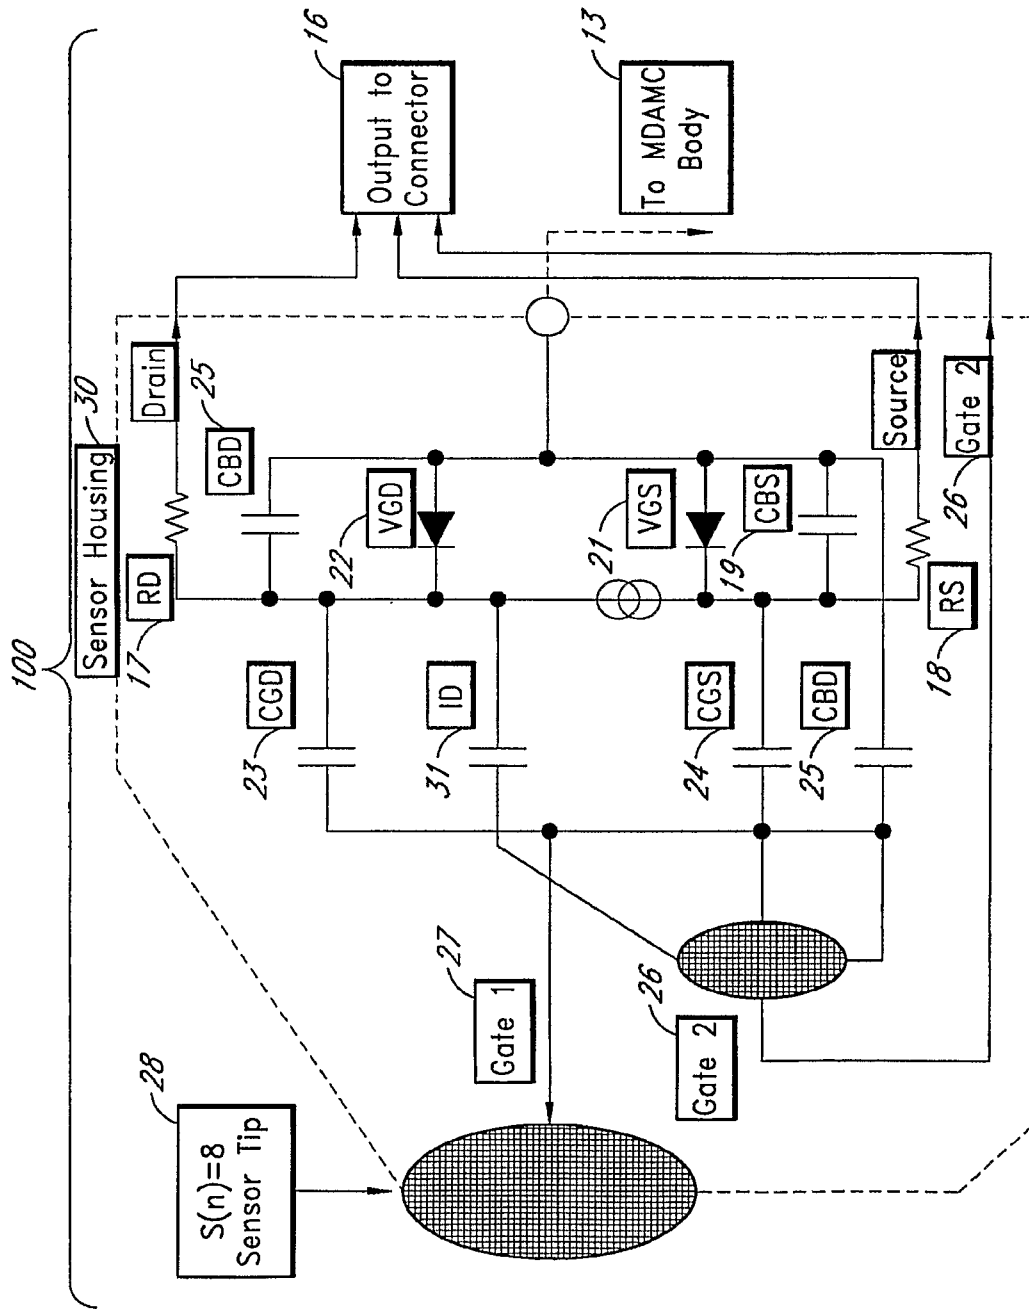 100
Sensor Housing
30
S(n)=8
Sensor Tip
28
RD
17
Drain
CBD
25
Output to
Connector
16
CGD
23
VGD
22
ID
31
Gate 1
27
21
VGS
To MDAMC
Body
13
Gate 2
26
CGS
24
CBS
19
CBD
25
Source
RS
18
Gate 2
26